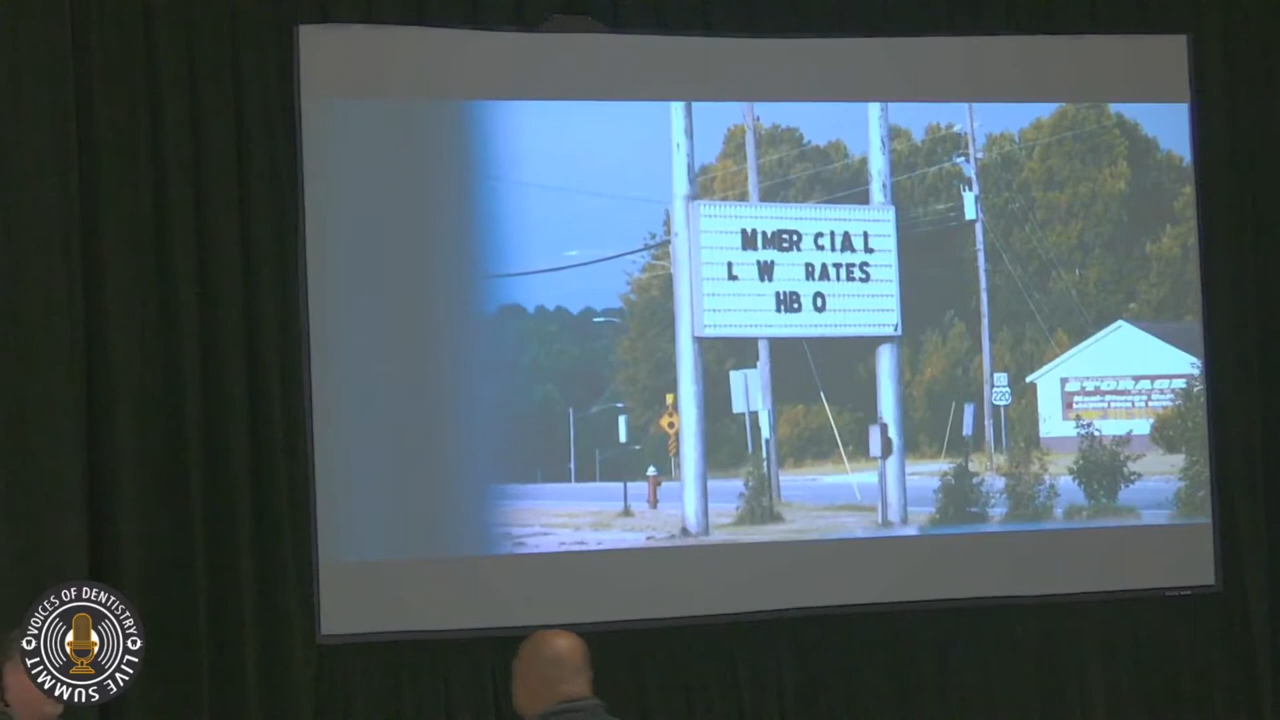 MMER CIAL
L W RATES
HB O
220
STORAGE
VOICES OF DENTISTRY
LIVE SUMMIT